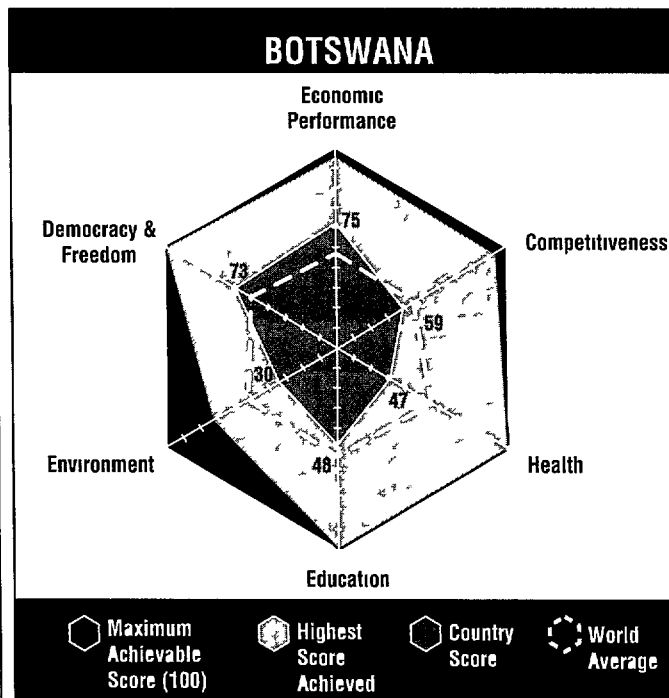 BOTSWANA
Economic
Performance
75
Democracy &
Freedom
73
Competitiveness
59
30
47
48
Environment
Health
Education
Maximum
Achievable
Score (100)
Highest
Score
Achieved
Country
Score
World
Average